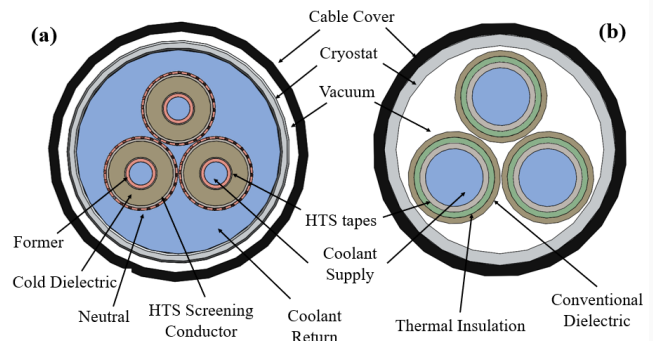 (a)
Cable Cover
(b)
Cryostat
Vacuum
HTS tapes
Former
Coolant
Supply
Cold Dielectric
Neutral
HTS Screening
Conductor
Coolant
Return
Thermal Insulation
Conventional
Dielectric